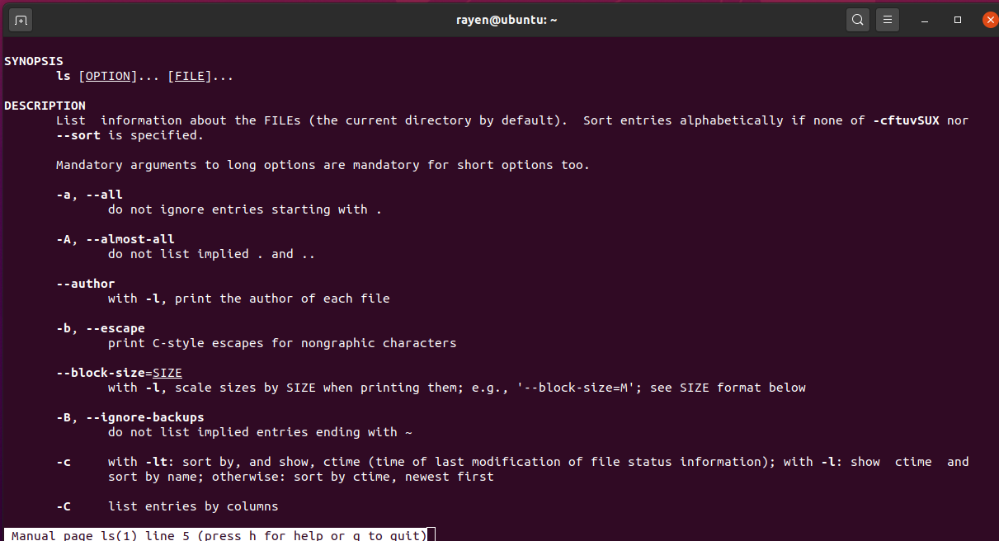 rayen@ubuntu: ~
SYNOPSIS
ls [OPTION]... [FILE]...
DESCRIPTION
List  information about the FILEs (the current directory by default).  Sort entries alphabetically if none of -cftuvSUX nor
--sort is specified.
Mandatory arguments to long options are mandatory for short options too.
-a, --all
do not ignore entries starting with .
-A, --almost-all
do not list implied . and ..
--author
with -l, print the author of each file
-b, --escape
print C-style escapes for nongraphic characters
--block-size=SIZE
with -l, scale sizes by SIZE when printing them; e.g., '--block-size=M'; see SIZE format below
-B, --ignore-backups
do not list implied entries ending with ~
-c     with -lt: sort by, and show, ctime (time of last modification of file status information); with -l: show  ctime  and
sort by name; otherwise: sort by ctime, newest first
-C     list entries by columns
Manual page ls(1) line 5 (press h for help or q to quit)